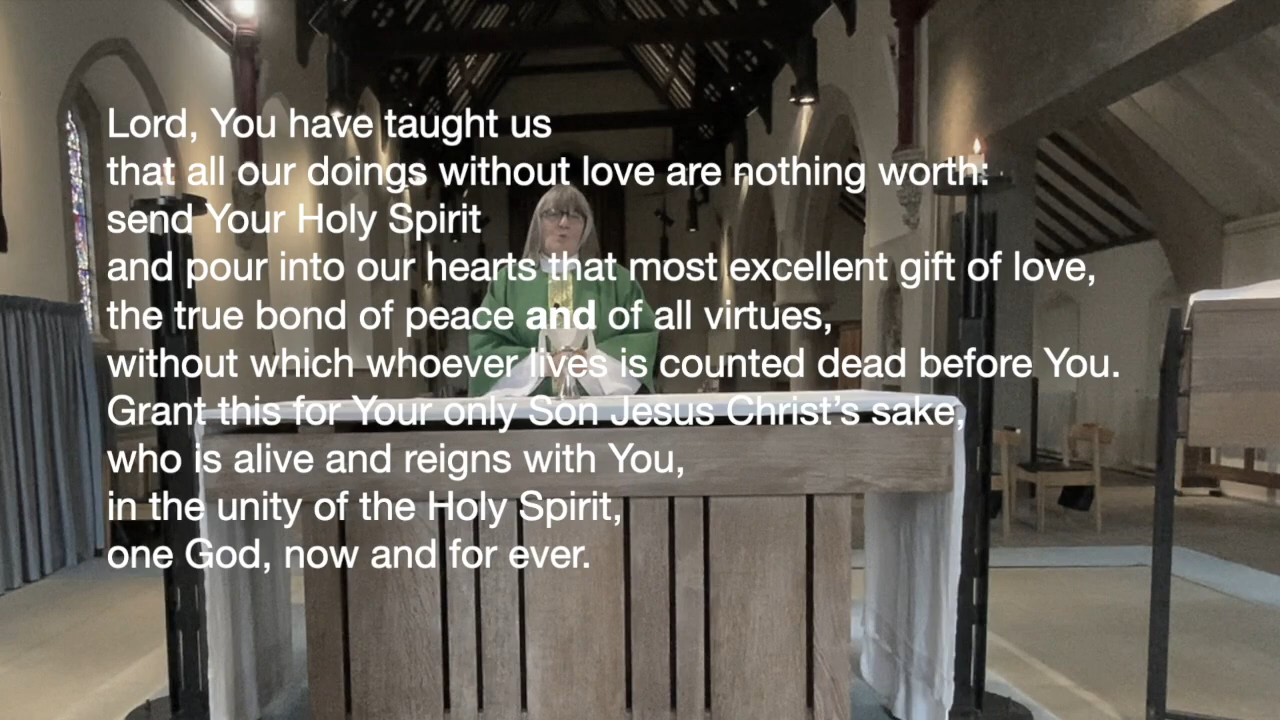 Lord, You have taught us
that all our doings without love are nothing worth:
send Your Holy Spirit
and pour into our hearts that most excellent gift of love,
the true bond of peace and of all virtues,
without which whoever lives is counted dead before You.
Grant this for Your only Son Jesus Christ’s sake,
who is alive and reigns with You,
in the unity of the Holy Spirit,
one God, now and for ever.